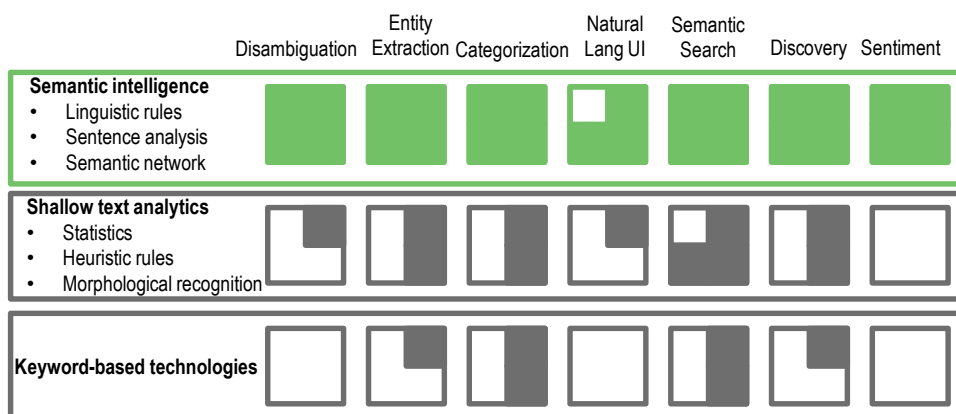 Disambiguation
Entity
Extraction
Categorization
Natural
Lang UI
Semantic
Search
Discovery
Sentiment
Semantic intelligence
• Linguistic rules
• Sentence analysis
• Semantic network
Shallow text analytics
• Statistics
• Heuristic rules
• Morphological recognition
Keyword-based technologies